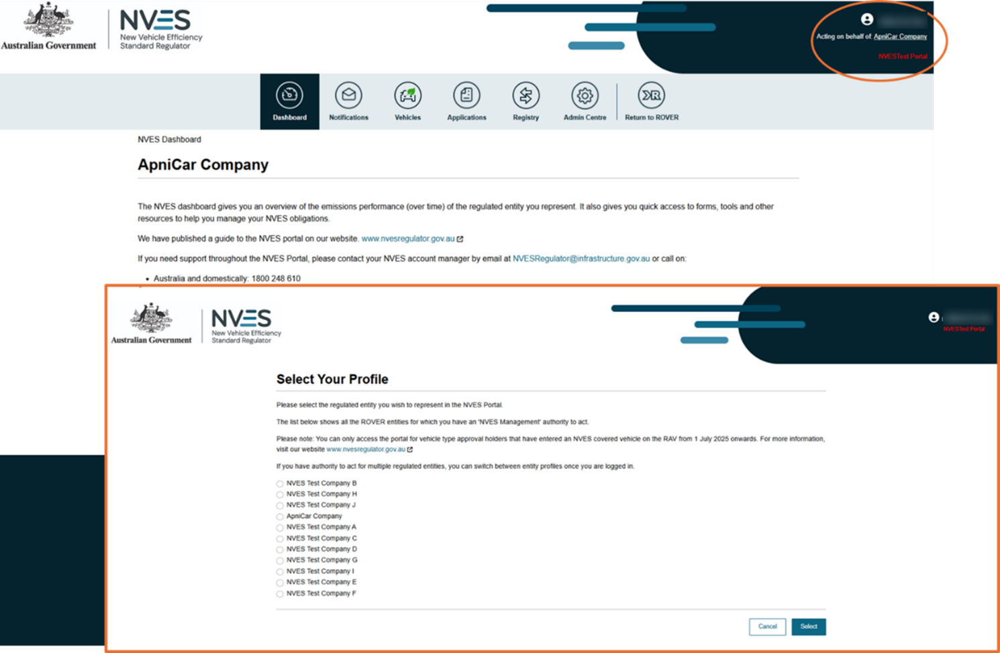 Australian Government
NVES
New Vehicle Efficiency
Standard Regulator
Acting on behalf of: ApniCar Company
NVESTest Portal
Dashboard
Notifications
Vehicles
Applications
Registry
Admin Centre
Return to ROVER
NVES Dashboard
ApniCar Company
The NVES dashboard gives you an overview of the emissions performance (over time) of the regulated entity you represent. It also gives you quick access to forms, tools and other
resources to help you manage your NVES obligations.
We have published a guide to the NVES portal on our website. www.nvesregulator.gov.au
If you need support throughout the NVES Portal, please contact your NVES account manager by email at NVESRegulator@infrastructure.gov.au or call on:
• Australia and domestically: 1800 248 610
Australian Government
NVES
New Vehicle Efficiency
Standard Regulator
NVESTest Portal
Select Your Profile
Please select the regulated entity you wish to represent in the NVES Portal.
The list below shows all the ROVER entities for which you have an 'NVES Management' authority to act.
Please note: You can only access the portal for vehicle type approval holders that have entered an NVES covered vehicle on the RAV from 1 July 2025 onwards. For more information,
visit our website www.nvesregulator.gov.au
If you have authority to act for multiple regulated entities, you can switch between entity profiles once you are logged in.
NVES Test Company B
NVES Test Company H
NVES Test Company J
ApniCar Company
NVES Test Company A
NVES Test Company C
NVES Test Company D
NVES Test Company G
NVES Test Company I
NVES Test Company E
NVES Test Company F
Cancel
Select